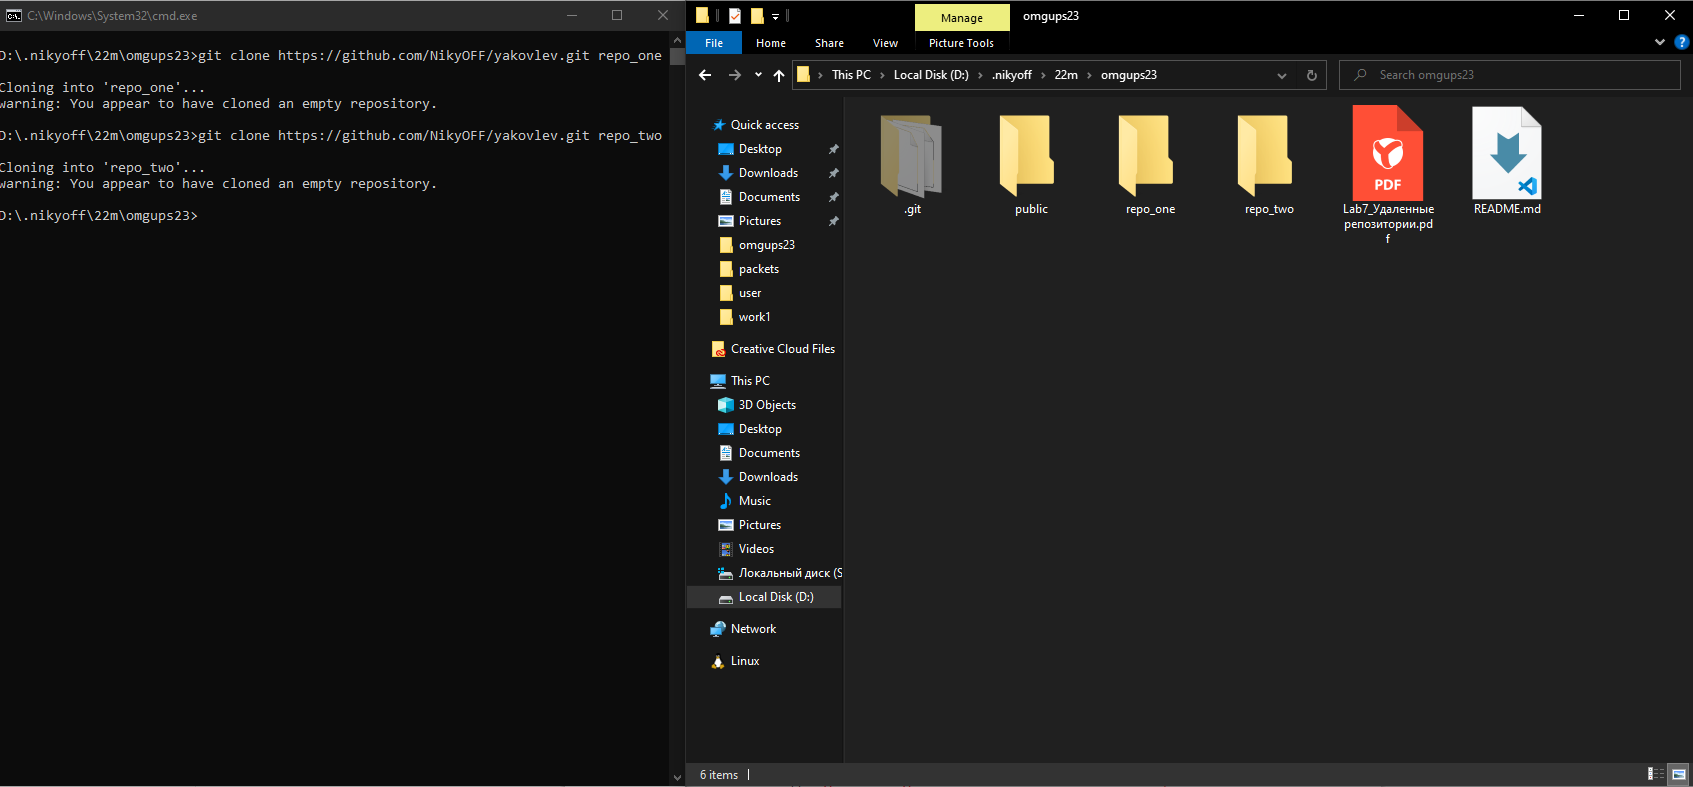 C:\Windows\System32\cmd.exe
D:\.nikyoff\22m\omgups23>git clone https://github.com/NikyOFF/yakovlev.git repo_one
Cloning into 'repo_one'...
warning: You appear to have cloned an empty repository.
D:\.nikyoff\22m\omgups23>git clone https://github.com/NikyOFF/yakovlev.git repo_two
Cloning into 'repo_two'...
warning: You appear to have cloned an empty repository.
D:\.nikyoff\22m\omgups23>
Manage
omgups23
File
Home
Share
View
Picture Tools
This PC
Local Disk (D:)
.nikyoff
22m
omgups23
Search omgups23
Quick access
Desktop
Downloads
Documents
Pictures
omgups23
packets
user
work1
Creative Cloud Files
This PC
3D Objects
Desktop
Documents
Downloads
Music
Pictures
Videos
Локальный диск (S
Local Disk (D:)
Network
Linux
.git
public
repo_one
repo_two
PDF
Lab7_Удаленные
репозитории.pd
f
README.md
6 items